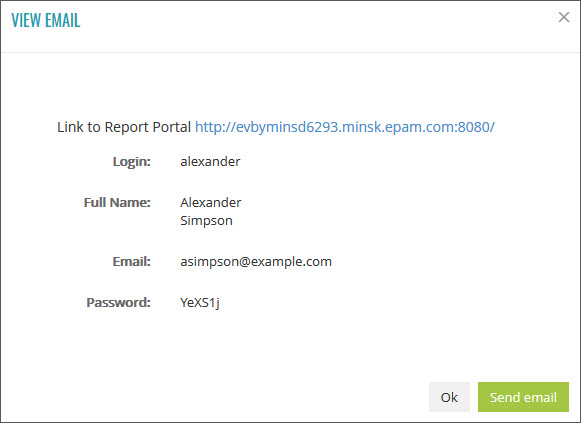 VIEW EMAIL
Link to Report Portal http://evbyminsd6293.minsk.epam.com:8080/
Login: alexander
Full Name: Alexander
Simpson
Email: asimpson@example.com
Password: YeXS1j
Ok Send email